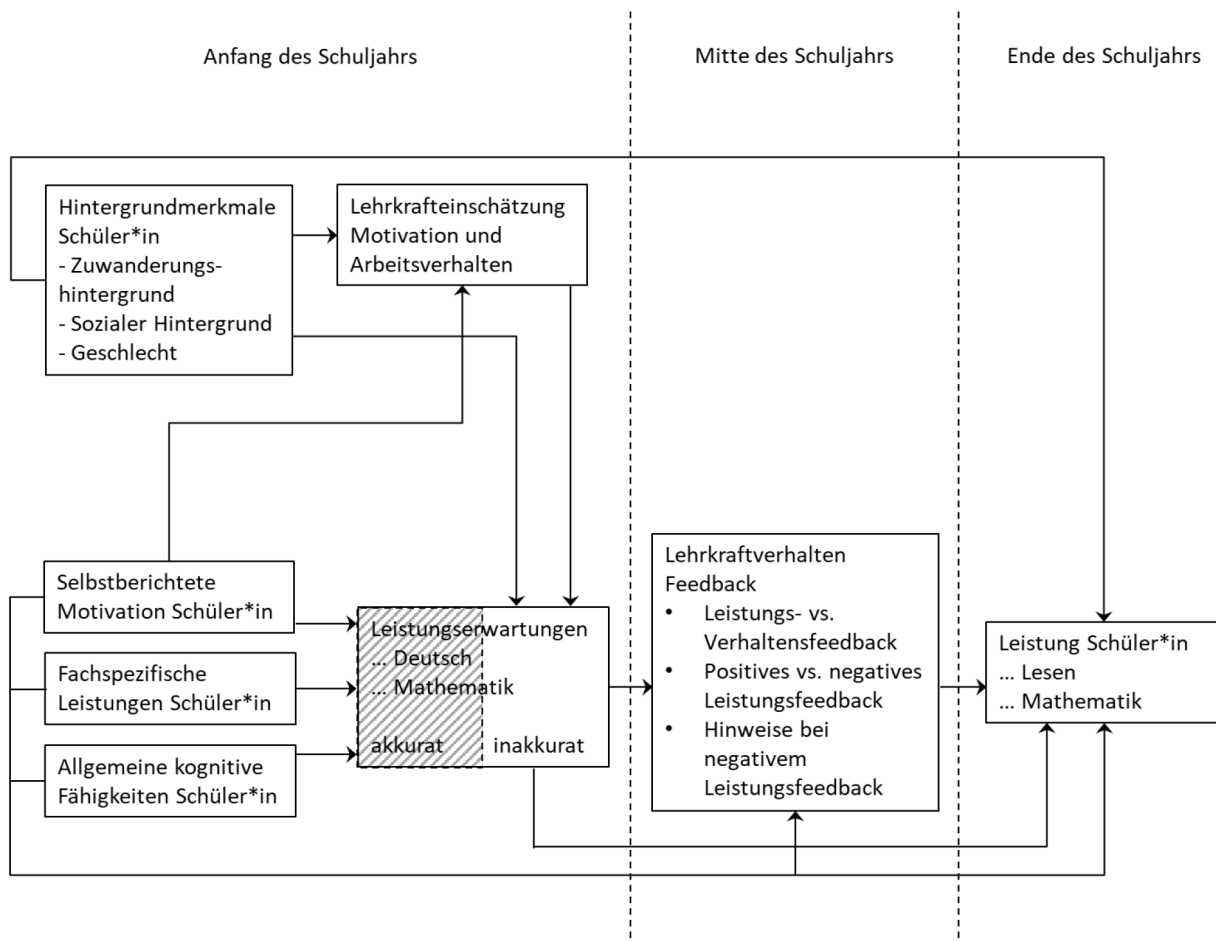 Anfang des Schuljahrs
Mitte des Schuljahrs
Ende des Schuljahrs
Hintergrundmerkmale
Schüler*in
- Zuwanderungs-
hintergrund
- Sozialer Hintergrund
- Geschlecht
Lehrkrafteinschätzung
Motivation und
Arbeitsverhalten
Selbstberichtete
Motivation Schüler*in
Fachspezifische
Leistungen Schüler*in
Allgemeine kognitive
Fähigkeiten Schüler*in
Leistungserwartungen
... Deutsch
... Mathematik
akkurat inakkurat
Lehrkraftverhalten
Feedback
• Leistungs- vs.
Verhaltensfeedback
• Positives vs. negatives
Leistungsfeedback
• Hinweise bei
negativem
Leistungsfeedback
Leistung Schüler*in
... Lesen
... Mathematik